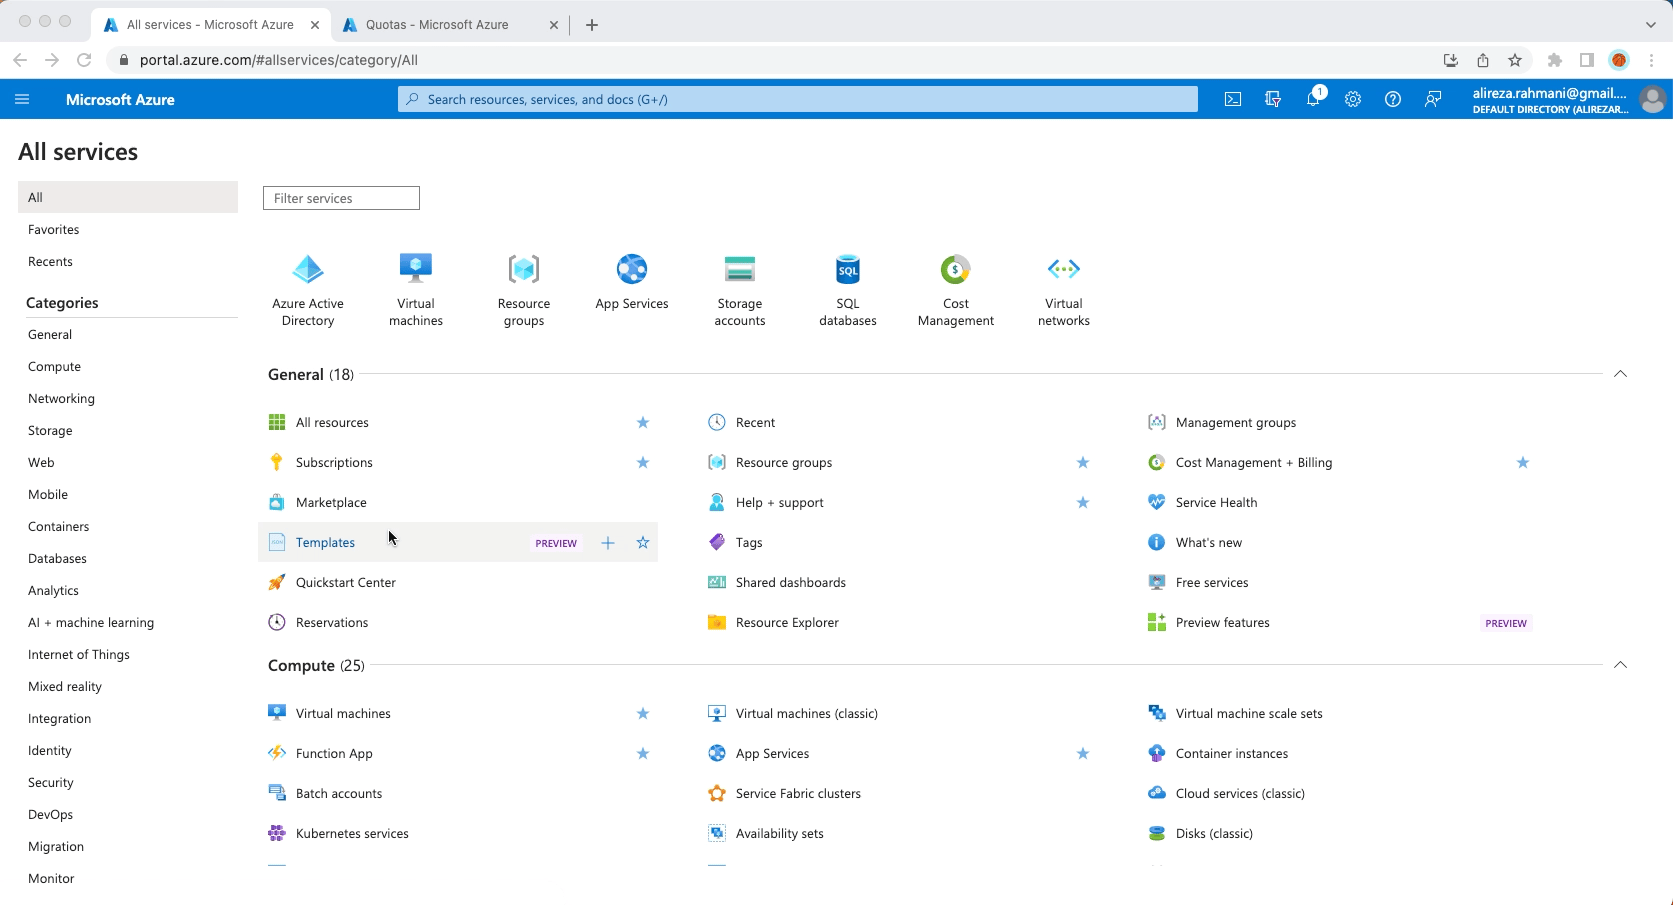 All services - Microsoft Azure
Quotas - Microsoft Azure
portal.azure.com/#allservices/category/All
Microsoft Azure
Search resources, services, and docs (G+/)
1
alireza.rahmani@gmail....
DEFAULT DIRECTORY (ALIREZAR...
All services
All
Favorites
Recents
Categories
General
Compute
Networking
Storage
Web
Mobile
Containers
Databases
Analytics
AI + machine learning
Internet of Things
Mixed reality
Integration
Identity
Security
DevOps
Migration
Monitor
Filter services
Azure Active
Directory
Virtual
machines
Resource
groups
App Services
Storage
accounts
SQL
SQL
databases
Cost
Management
Virtual
networks
General (18)
All resources
Recent
Management groups
Subscriptions
Resource groups
Cost Management + Billing
Marketplace
Help + support
Service Health
Templates PREVIEW
Tags
What's new
Quickstart Center
Shared dashboards
Free services
Reservations
Resource Explorer
Preview features PREVIEW
Compute (25)
Virtual machines
Virtual machines (classic)
Virtual machine scale sets
Function App
App Services
Container instances
Batch accounts
Service Fabric clusters
Cloud services (classic)
Kubernetes services
Availability sets
Disks (classic)